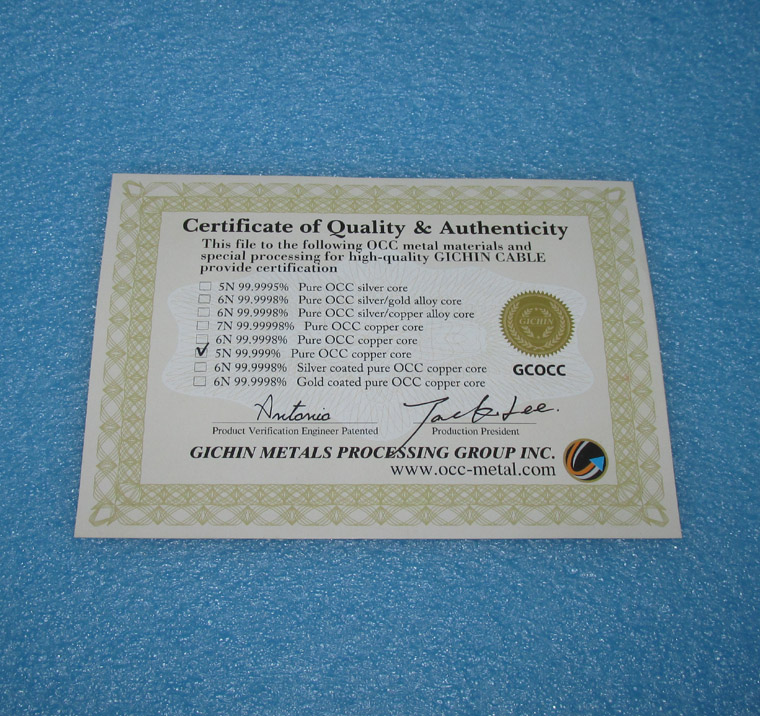 Certificate of Quality & Authenticity
This file to the following OCC metal materials and
special processing for high-quality GICHIN CABLE
provide certification
5N 99.9995% Pure OCC silver core
6N 99.9998% Pure OCC silver/gold alloy core
6N 99.9998% Pure OCC silver/copper alloy core
7N 99.99998% Pure OCC copper core
6N 99.9998% Pure OCC copper core
5N 99.999% Pure OCC copper core
6N 99.9998% Silver coated pure OCC copper core
6N 99.9998% Gold coated pure OCC copper core
GICHIN
GCOCC
Antonio
Jack Lee.
Product Verification Engineer Patented
Production President
GICHIN METALS PROCESSING GROUP INC.
www.occ-metal.com